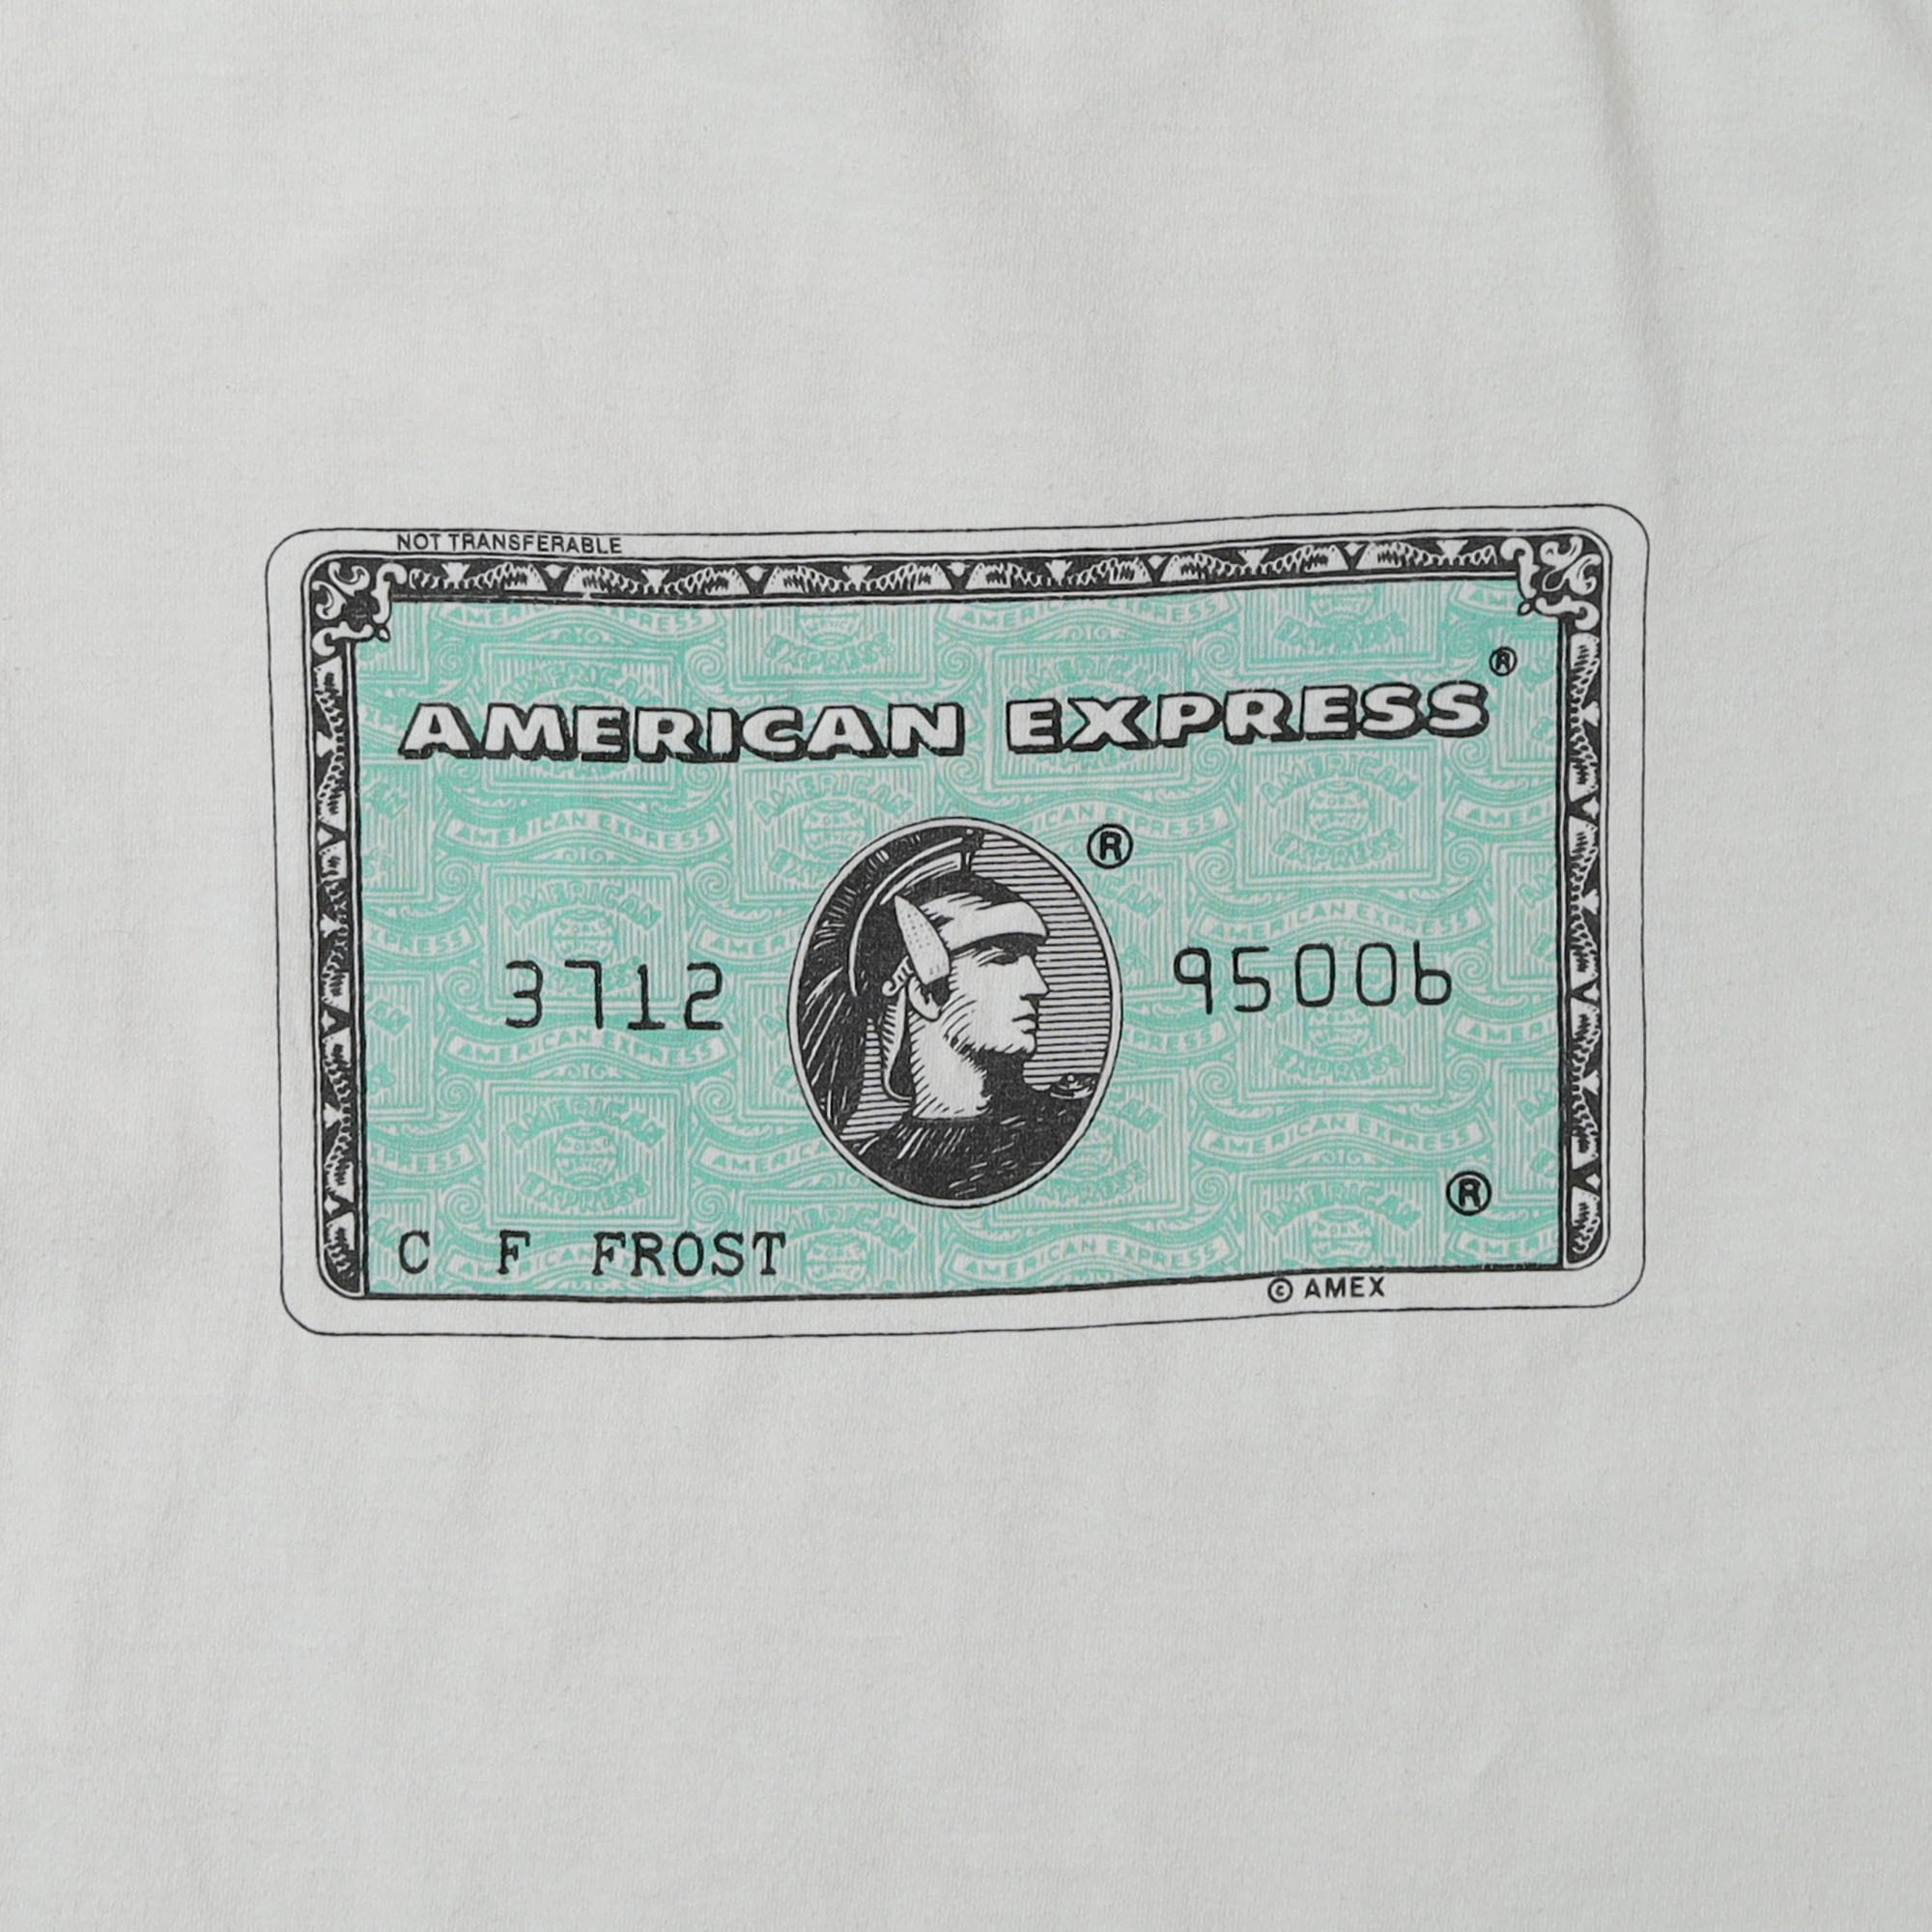 NOT TRANSFERABLE
AMERICAN EXPRESS®
®
3712 95006
®
C F FROST
© AMEX